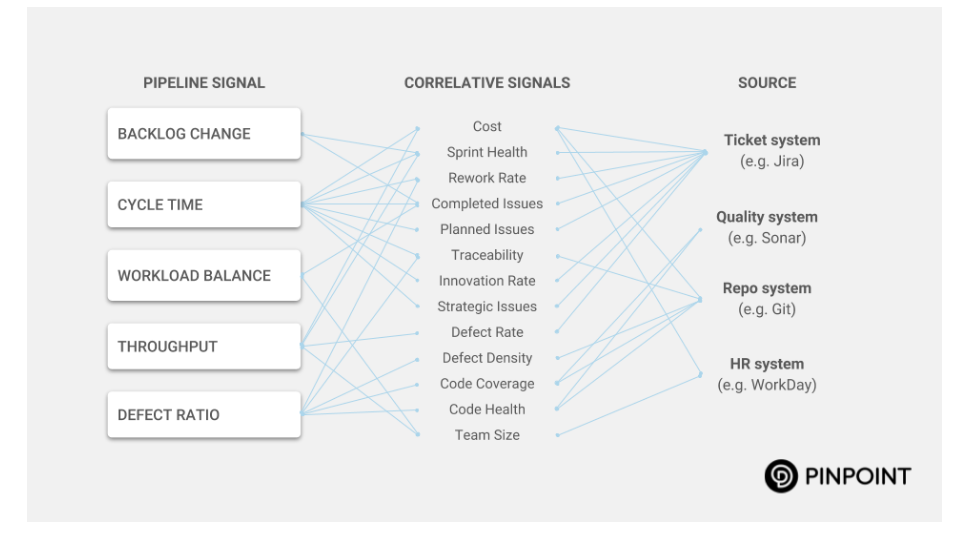 PIPELINE SIGNAL
BACKLOG CHANGE
CYCLE TIME
WORKLOAD BALANCE
THROUGHPUT
DEFECT RATIO
CORRELATIVE SIGNALS
Cost
Sprint Health
Rework Rate
Completed Issues
Planned Issues
Traceability
Innovation Rate
Strategic Issues
Defect Rate
Defect Density
Code Coverage
Code Health
Team Size
SOURCE
Ticket system
(e.g. Jira)
Quality system
(e.g. Sonar)
Repo system
(e.g. Git)
HR system
(e.g. WorkDay)
PINPOINT